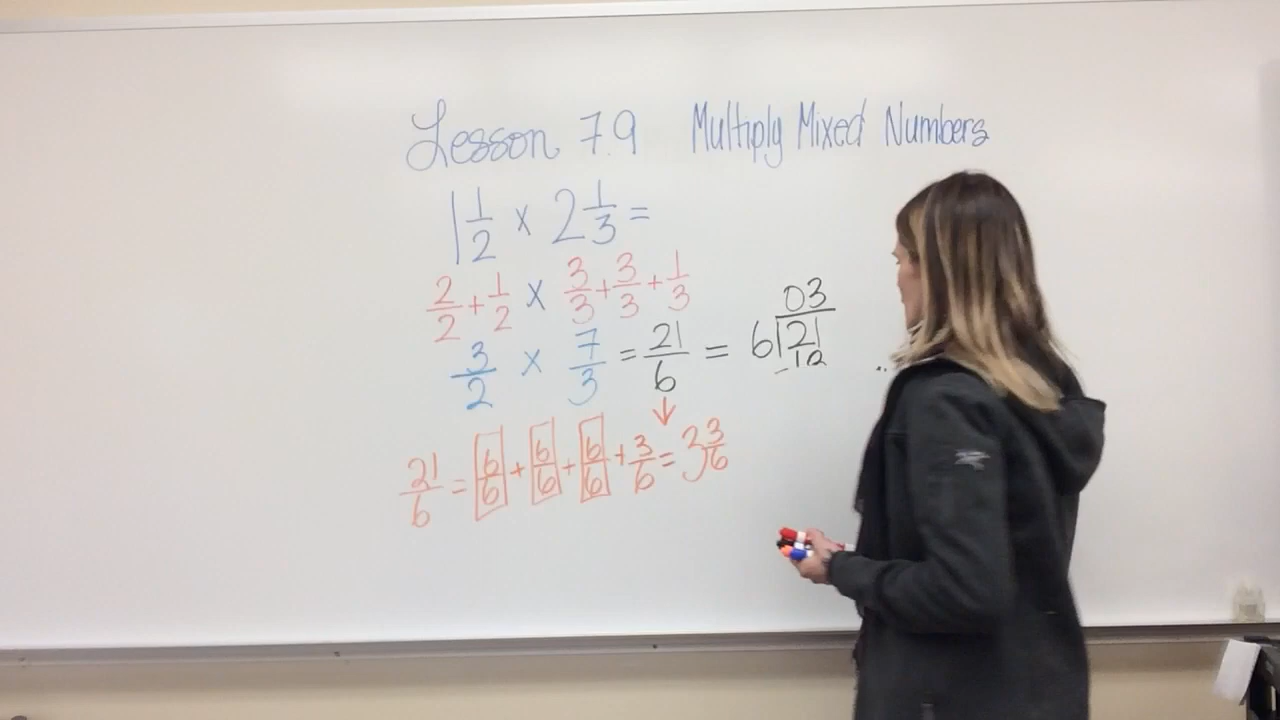 Lesson 7.9 Multiply Mixed Numbers
1 1/2 x 2 1/3 =
2/2 + 1/2 x 3/3 + 3/3 + 1/3
3/2 x 7/3 = 21/6 = 6 21 03
- 12
21/6 = 6/6 + 6/6 + 6/6 + 3/6 = 3 3/6